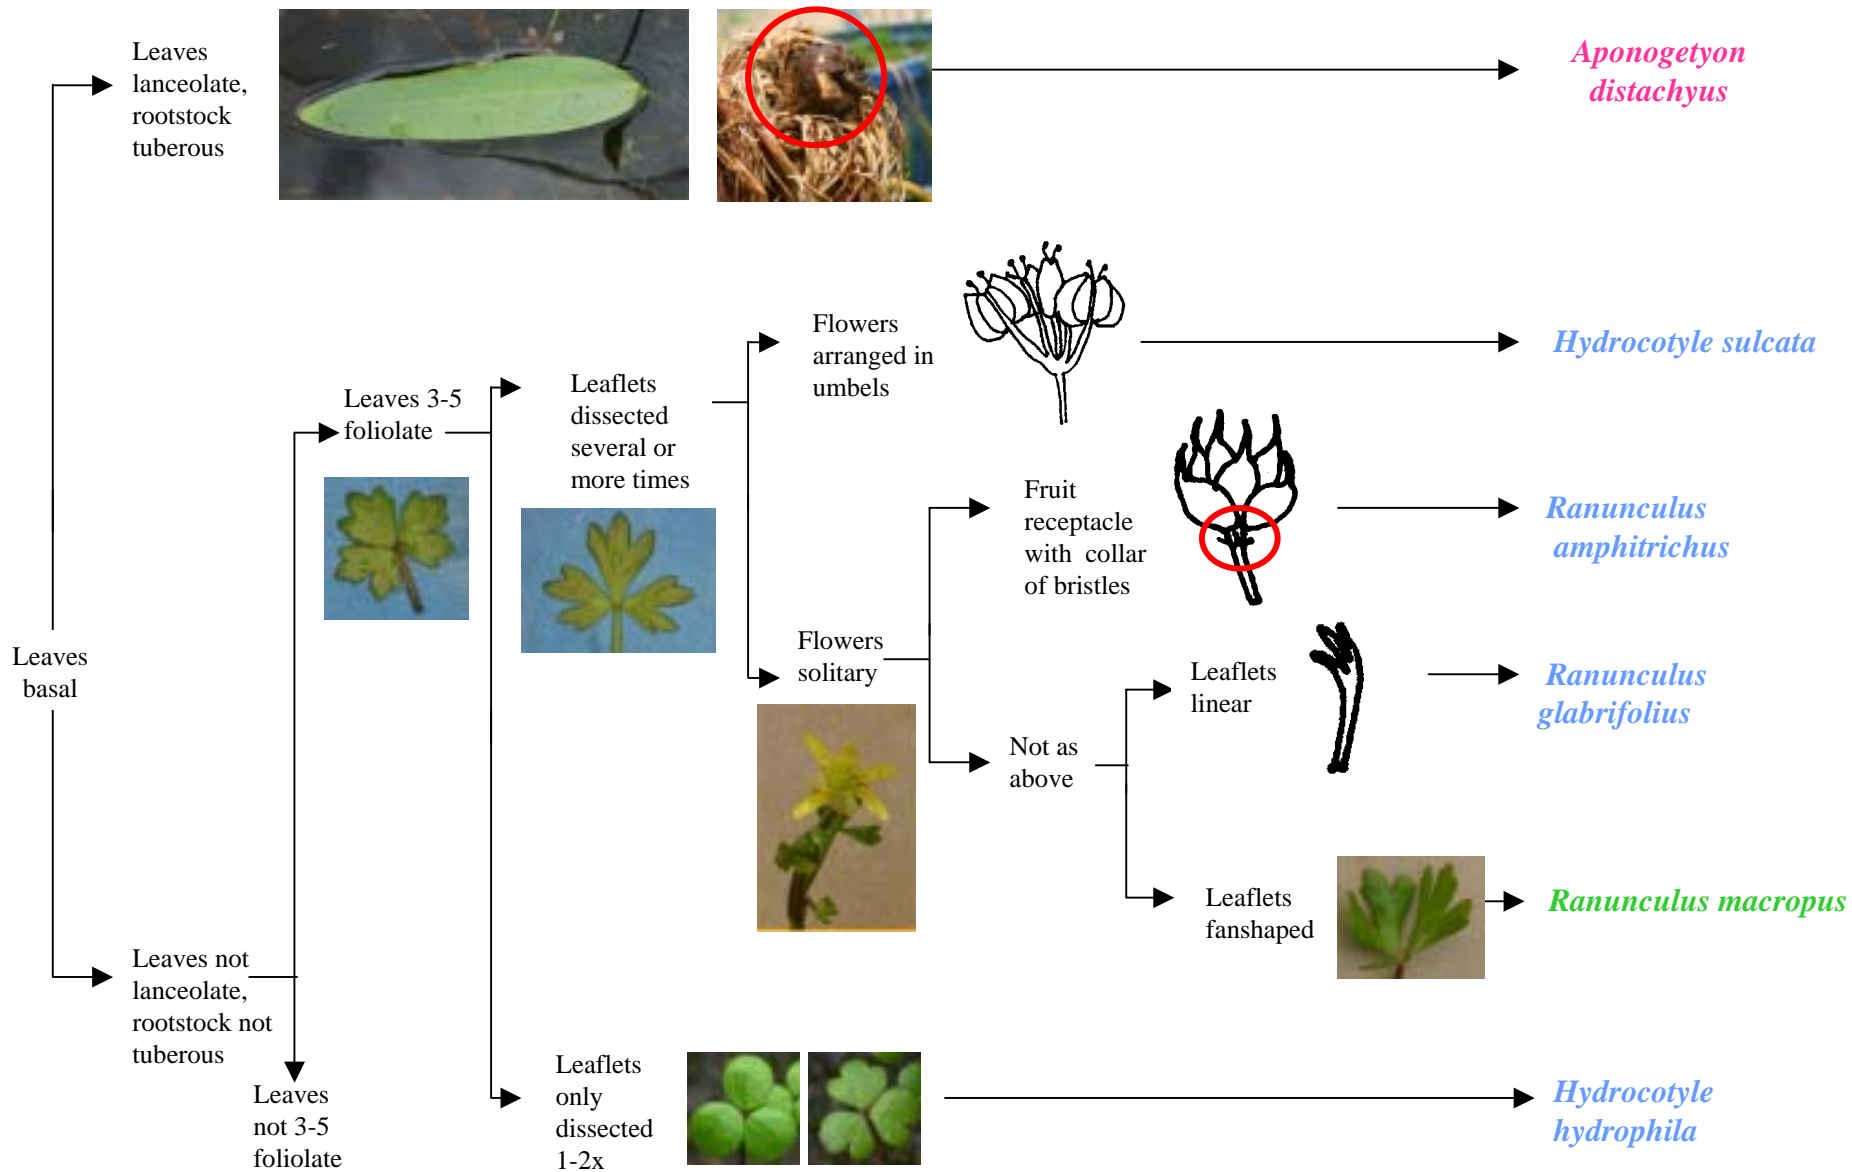 Leaves
lanceolate,
rootstock
tuberous
Aponogetyon
distachyus
Flowers
arranged in
umbels
Hydrocotyle sulcata
Leaves 3-5
foliolate
Leaflets
dissected
several or
more times
Fruit
receptacle
with collar
of bristles
Ranunculus
amphitrichus
Leaves
basal
Flowers
solitary
Leaflets
linear
Ranunculus
glabrifolius
Not as
above
Leaflets
fanshaped
Ranunculus macropus
Leaves not
lanceolate,
rootstock not
tuberous
Leaves
not 3-5
foliolate
Leaflets
only
dissected
1-2x
Hydrocotyle
hydrophila